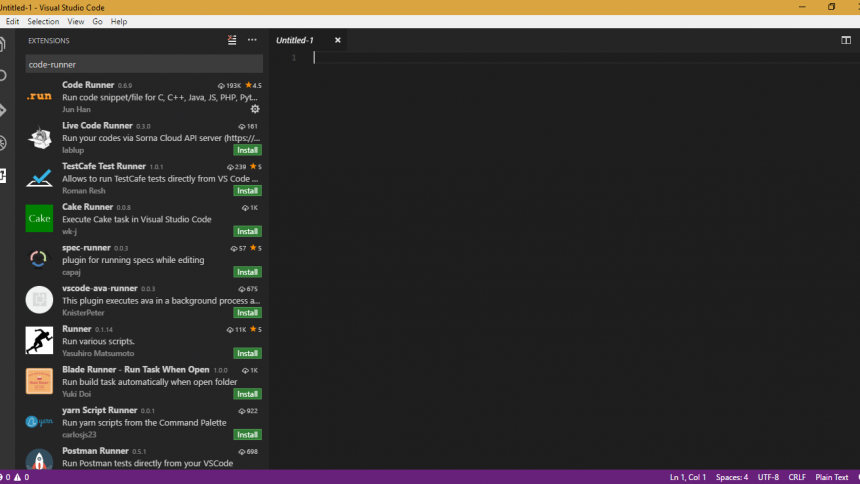 Untitled-1 - Visual Studio Code
Edit Selection View Go Help
EXTENSIONS
Untitled-1
code-runner
1
.run
Code Runner 0.6.9 193K 4.5
Run code snippet/file for C, C++, Java, JS, PHP, Pyt...
Jun Han
Live Code Runner 0.3.0 161
Run your codes via Sorna Cloud API server (https://...
lablup Install
TestCafe Test Runner 1.0.1 239 5
Allows to run TestCafe tests directly from VS Code ...
Roman Resh Install
Cake
Cake Runner 0.0.8 1K
Execute Cake task in Visual Studio Code
wk-j Install
spec-runner 0.0.3 57 5
plugin for running specs while editing
capaj Install
vscode-ava-runner 0.0.3 675
This plugin executes ava in a background process a...
KnisterPeter Install
Runner 0.1.14 11K 5
Run various scripts.
Yasuhiro Matsumoto Install
Blade Runner - Run Task When Open 1.0.0 1K
Run build task automatically when open folder
Yuki Doi Install
yarn Script Runner 0.0.1 922
Run yarn scripts from the Command Palette
carlosjs23 Install
Postman Runner 0.5.1 698
Run Postman tests directly from your VSCode
0 0 Ln 1, Col 1 Spaces: 4 UTF-8 CRLF Plain Text